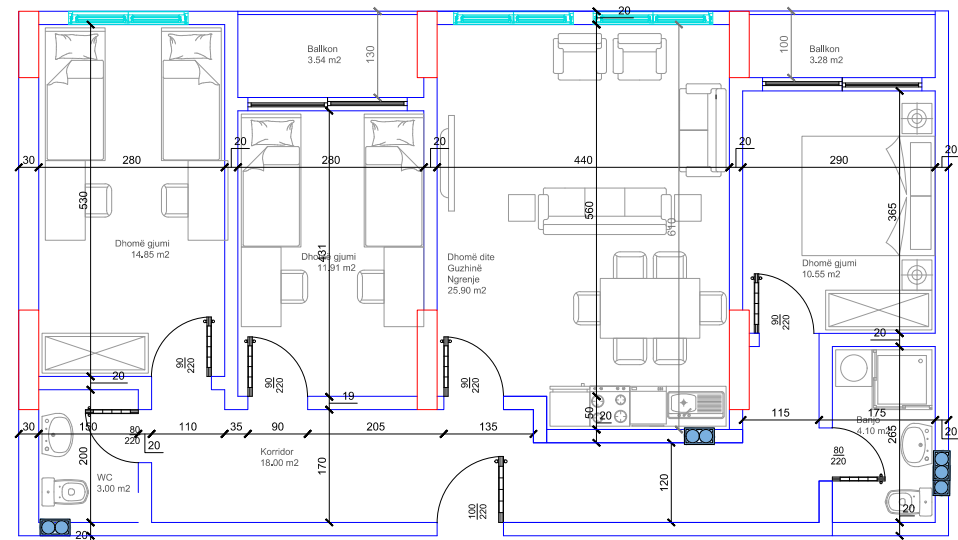 20
Ballkon
3.54 m2
130
Ballkon
3.28 m2
100
20
20
20
20
30
280
280
440
290
530
560
610
365
431
Dhomë gjumi
14.85 m2
Dhomë gjumi
11.91 m2
Dhomë dite
Guzhinë
Ngrenje
25.90 m2
Dhomë gjumi
10.55 m2
90
220
90
220
90
220
90
220
20
20
19
50
20
30
150
110
35
90
205
135
115
175
20
Banjo
4.10 m2
80
220
20
200
Korridor
18.00 m2
170
120
265
80
220
WC
3.00 m2
100
220
20
20